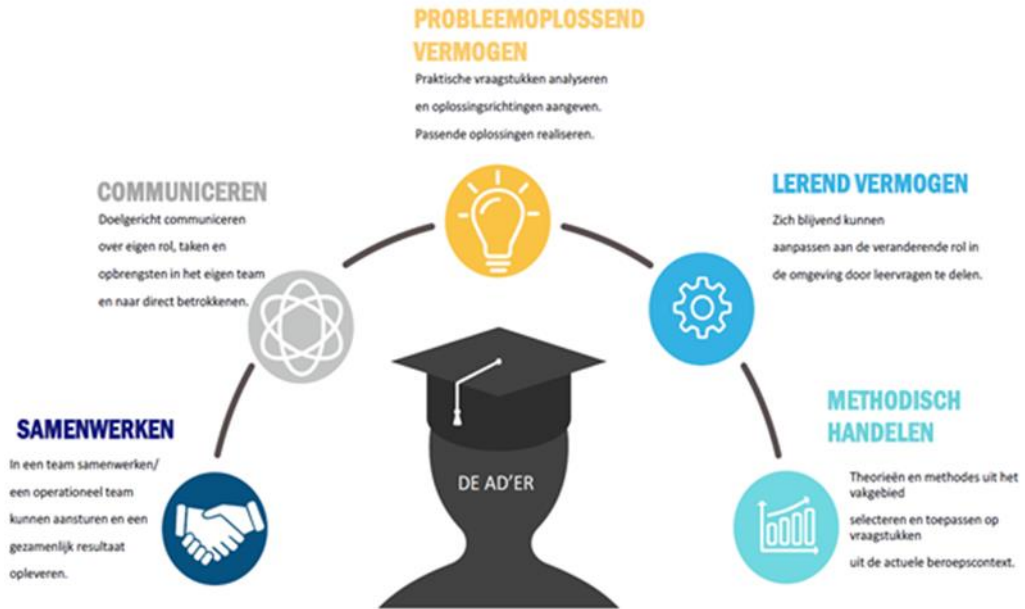 PROBLEEMOPLOSSEND
VERMOGEN
Praktische vraagstukken analyseren
en oplossingsrichtingen aangeven.
Passende oplossingen realiseren.
COMMUNICEREN
Doelgericht communiceren
over eigen rol, taken en
opbrengsten in het eigen team
en naar direct betrokkenen.
LEREND VERMOGEN
Zich blijvend kunnen
aanpassen aan de veranderende rol in
de omgeving door leervragen te delen.
SAMENWERKEN
In een team samenwerken/
een operationeel team
kunnen aansturen en een
gezamenlijk resultaat
opleveren.
DE AD'ER
METHODISCH
HANDELEN
Theorieën en methodes uit het
vakgebied
selecteren en toepassen op
vraagstukken
uit de actuele beroepscontext.